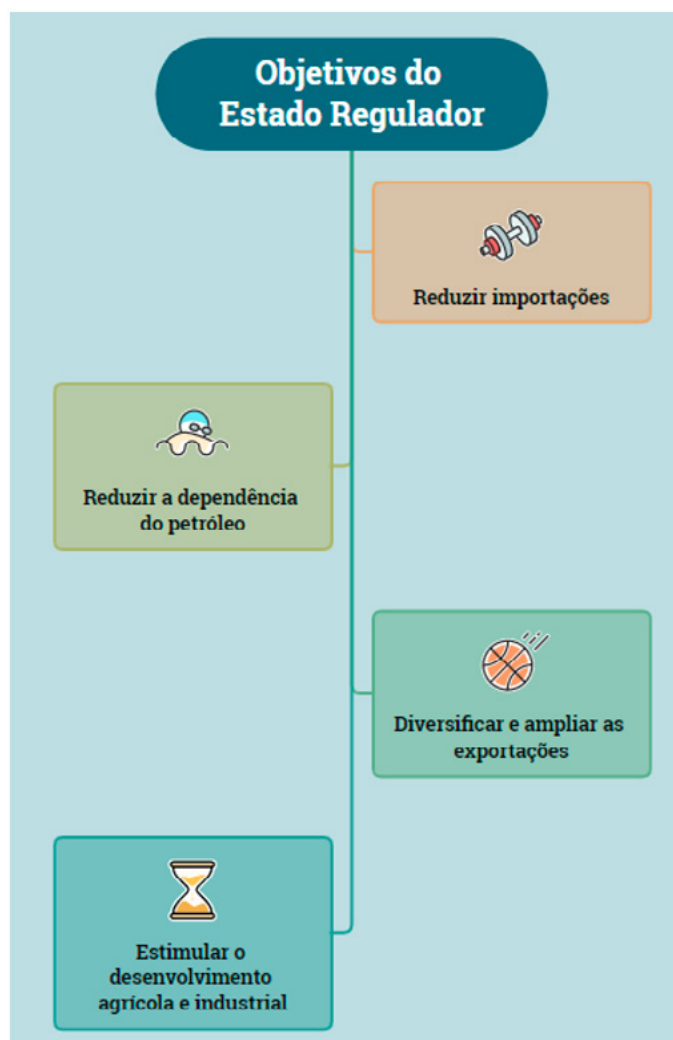 Objetivos do
Estado Regulador
Reduzir importações
Reduzir a dependência
do petróleo
Diversificar e ampliar as
exportações
Estimular o
desenvolvimento
agrícola e industrial